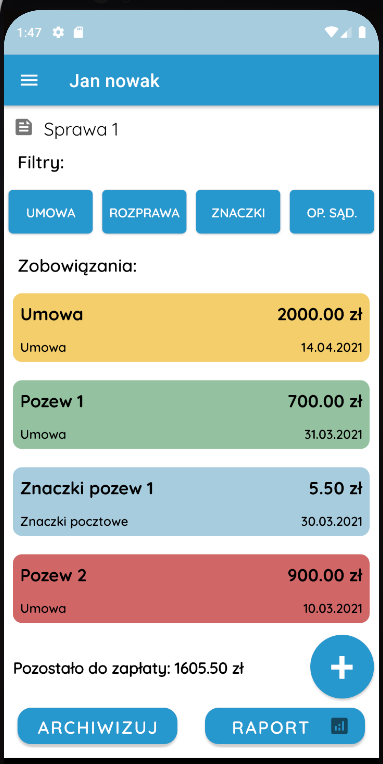 1:47
Jan nowak
Sprawa 1
Filtry:
UMOWA ROZPRAWA ZNACZKI OP. SĄD.
Zobowiązania:
Umowa 2000.00 zł
Umowa 14.04.2021
Pozew 1 700.00 zł
Umowa 31.03.2021
Znaczki pozew 1 5.50 zł
Znaczki pocztowe 30.03.2021
Pozew 2 900.00 zł
Umowa 10.03.2021
Pozostało do zapłaty: 1605.50 zł
+
ARCHIWIZUJ RAPORT